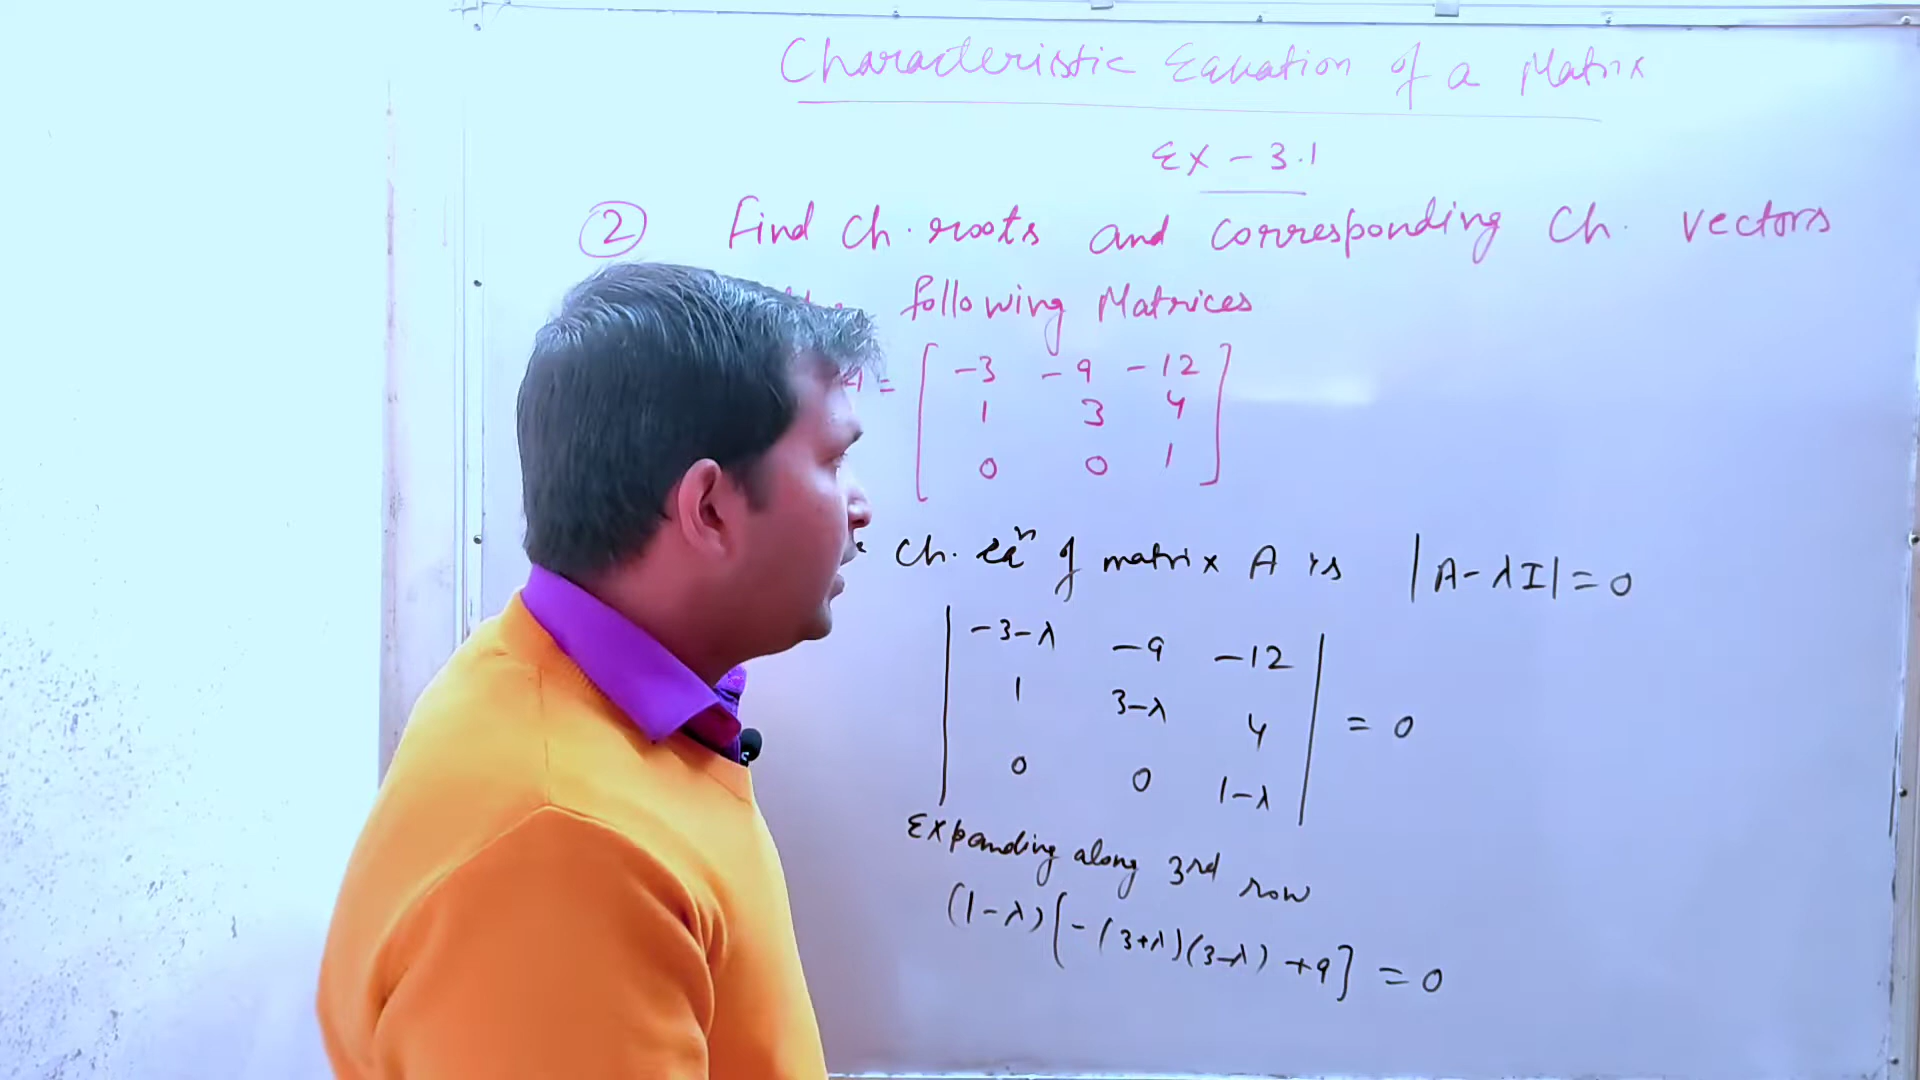 Characteristic Equation of a Matrix
Ex - 3.1
② Find Ch. roots and corresponding Ch. vectors
following Matrices
A = [ -3 -9 -12
1 3 4
0 0 1 ]
Ch. eqⁿ of matrix A is |A-λI| = 0
| -3-λ -9 -12 |
| 1 3-λ 4 | = 0
| 0 0 1-λ |
Expanding along 3rd row
(1-λ)[-(3+λ)(3-λ) +9] = 0